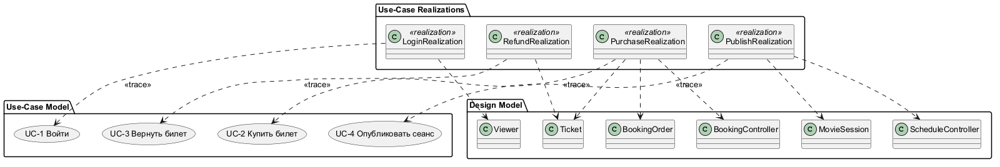 Use-Case Realizations
«realization»
LoginRealization
«realization»
RefundRealization
«realization»
PurchaseRealization
«realization»
PublishRealization
«trace»
«trace»
«trace»
«trace»
Use-Case Model
UC-1 Войти
UC-3 Вернуть билет
UC-2 Купить билет
UC-4 Опубликовать сеанс
Design Model
Viewer
Ticket
BookingOrder
BookingController
MovieSession
ScheduleController
C
C
C
C
C
C
C
C
C
C